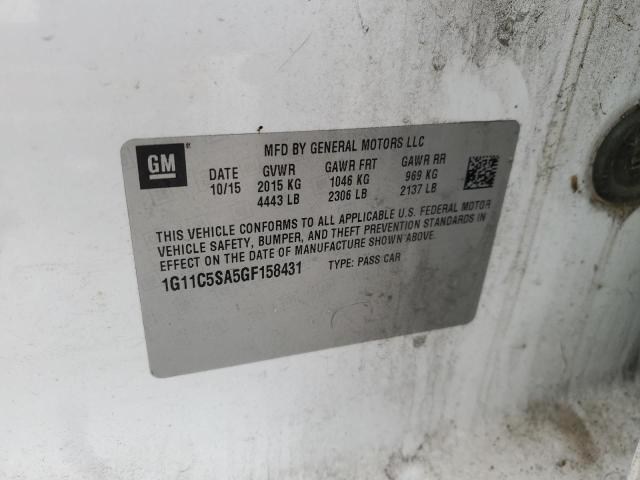 MFD BY GENERAL MOTORS LLC
GM
DATE GVWR GAWR FRT GAWR RR
10/15 2015 KG 1046 KG 969 KG
4443 LB 2306 LB 2137 LB
THIS VEHICLE CONFORMS TO ALL APPLICABLE U.S. FEDERAL MOTOR
VEHICLE SAFETY, BUMPER, AND THEFT PREVENTION STANDARDS IN
EFFECT ON THE DATE OF MANUFACTURE SHOWN ABOVE.
1G11C5SA5GF158431 TYPE: PASS CAR